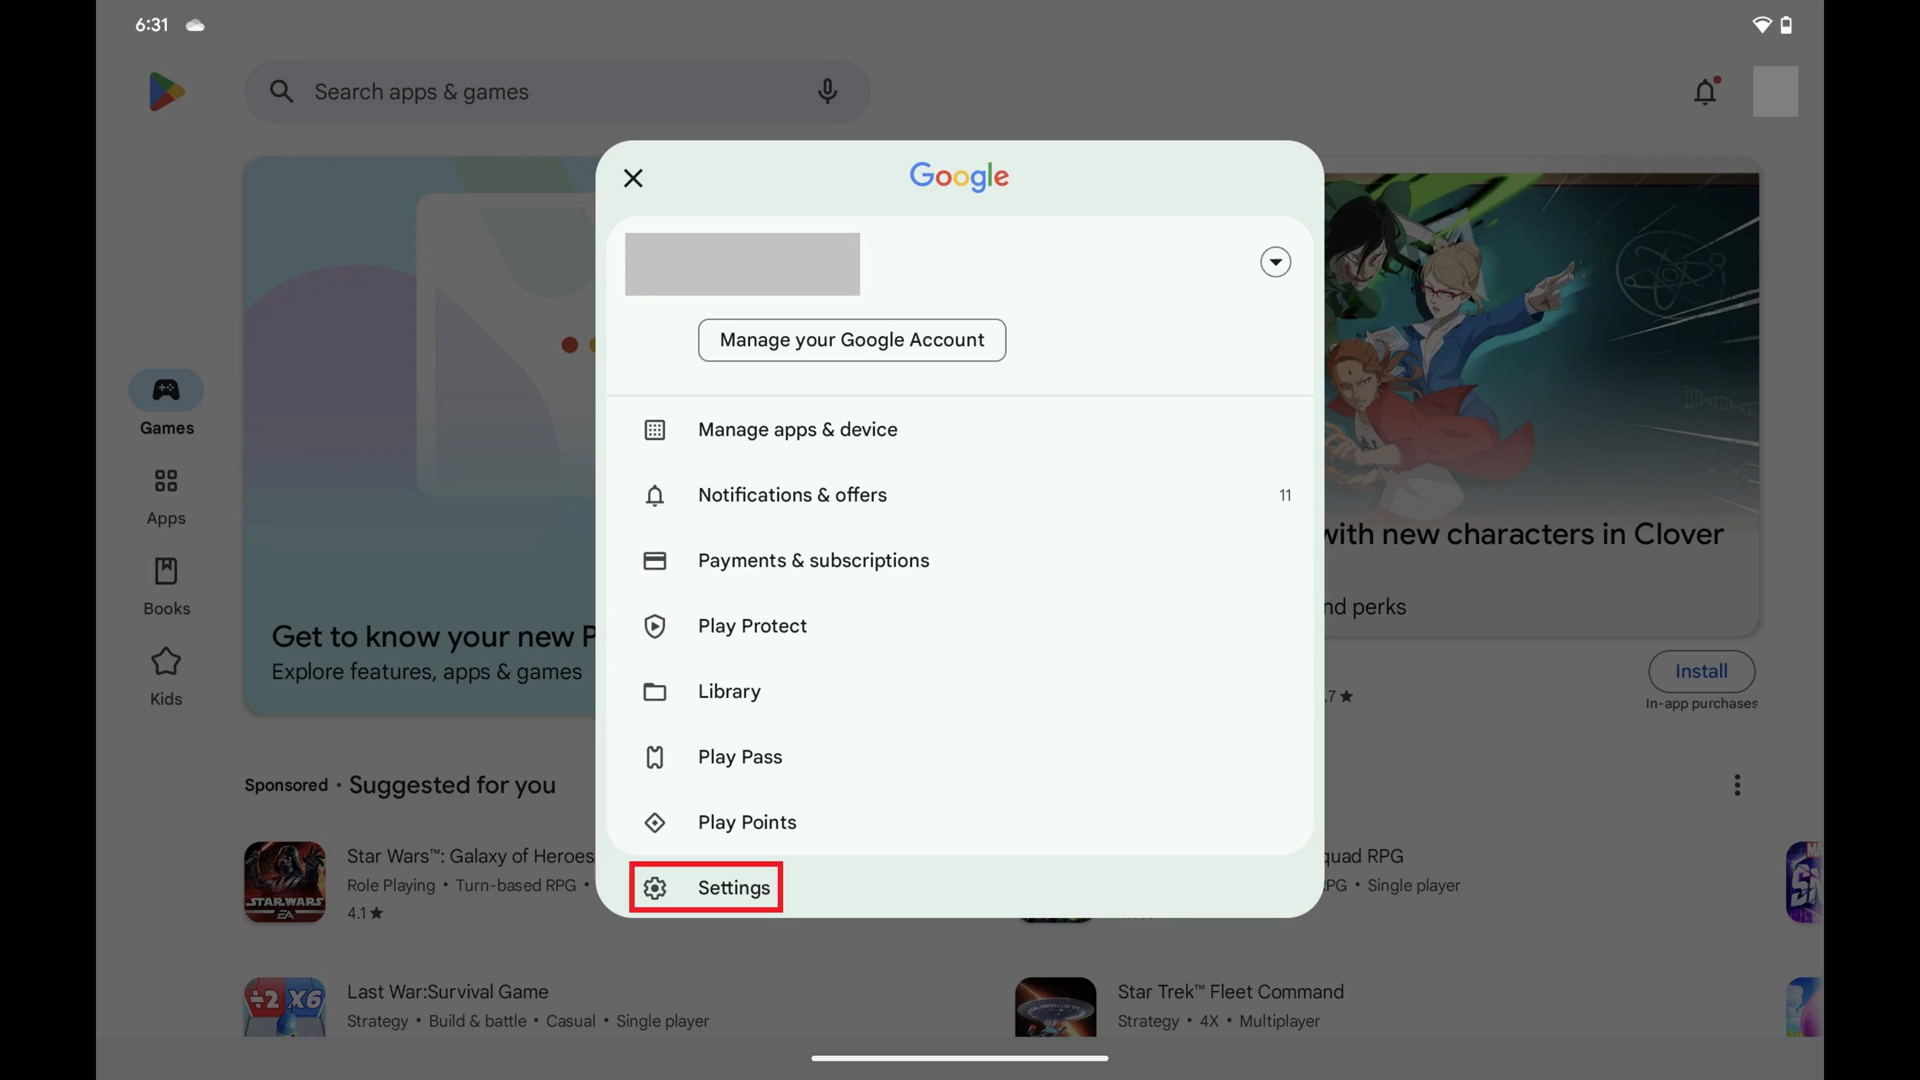 6:31
Search apps & games
Google
Manage your Google Account
Manage apps & device
Notifications & offers
11
Payments & subscriptions
Play Protect
Library
Play Pass
Play Points
Settings
Games
Apps
Books
Kids
Get to know your new P
Explore features, apps & games
with new characters in Clover
nd perks
.7★
Install
In-app purchases
Sponsored • Suggested for you
STAR WARS
EA
Star Wars™: Galaxy of Heroes
Role Playing • Turn-based RPG •
4.1★
quad RPG
RPG • Single player
÷2 X6
Last War:Survival Game
Strategy • Build & battle • Casual • Single player
Star Trek™ Fleet Command
Strategy • 4X • Multiplayer